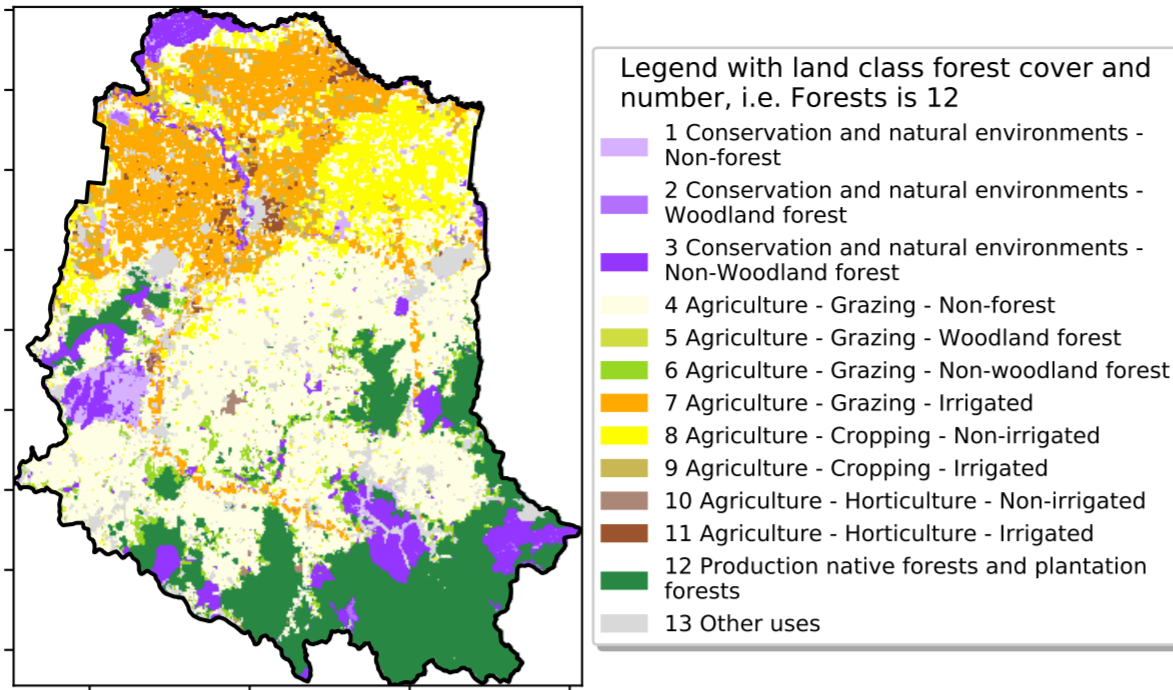 Legend with land class forest cover and
number, i.e. Forests is 12
1 Conservation and natural environments -
Non-forest
2 Conservation and natural environments -
Woodland forest
3 Conservation and natural environments -
Non-Woodland forest
4 Agriculture - Grazing - Non-forest
5 Agriculture - Grazing - Woodland forest
6 Agriculture - Grazing - Non-woodland forest
7 Agriculture - Grazing - Irrigated
8 Agriculture - Cropping - Non-irrigated
9 Agriculture - Cropping - Irrigated
10 Agriculture - Horticulture - Non-irrigated
11 Agriculture - Horticulture - Irrigated
12 Production native forests and plantation
forests
13 Other uses